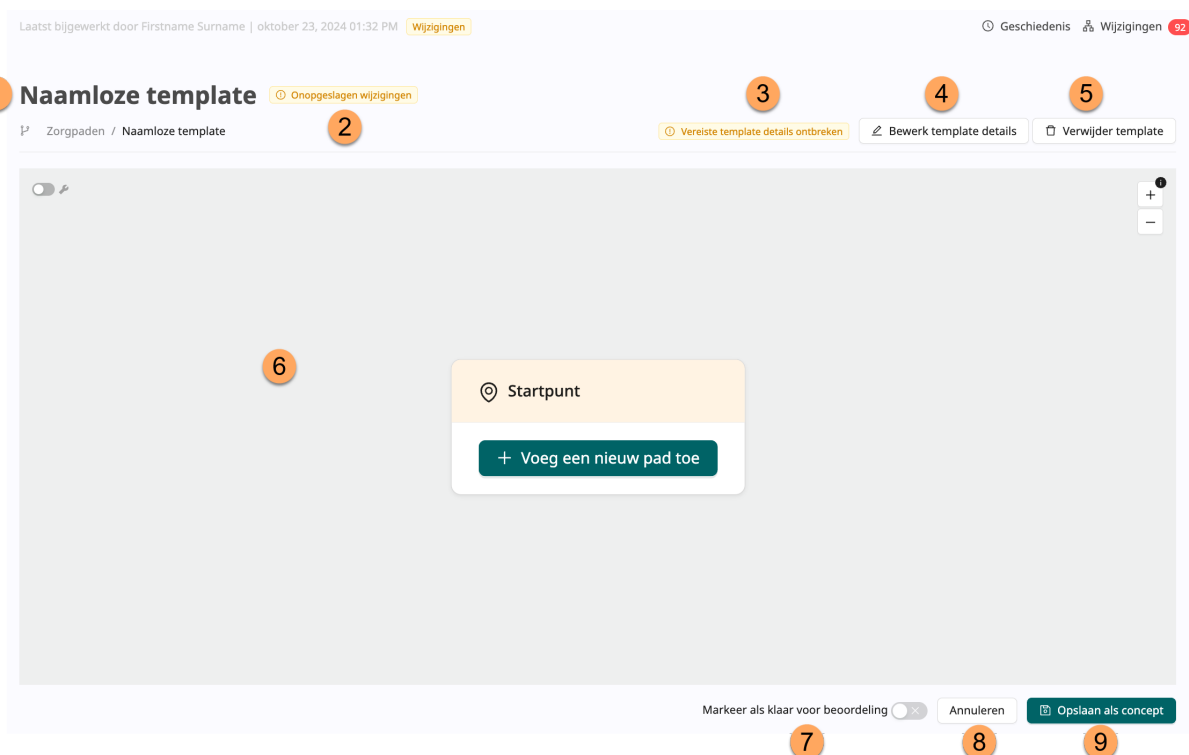 Laatst bijgewerkt door Firstname Surname | oktober 23, 2024 01:32 PM Wijzigingen Geschiedenis Wijzigingen 92
Naamloze template Onopgeslagen wijzigingen 3 4 5
Zorgpaden / Naamloze template 2 Vereiste template details ontbreken Bewerk template details Verwijder template
6
Startpunt
+ Voeg een nieuw pad toe
Markeer als klaar voor beoordeling Annuleren Opslaan als concept
7 8 9